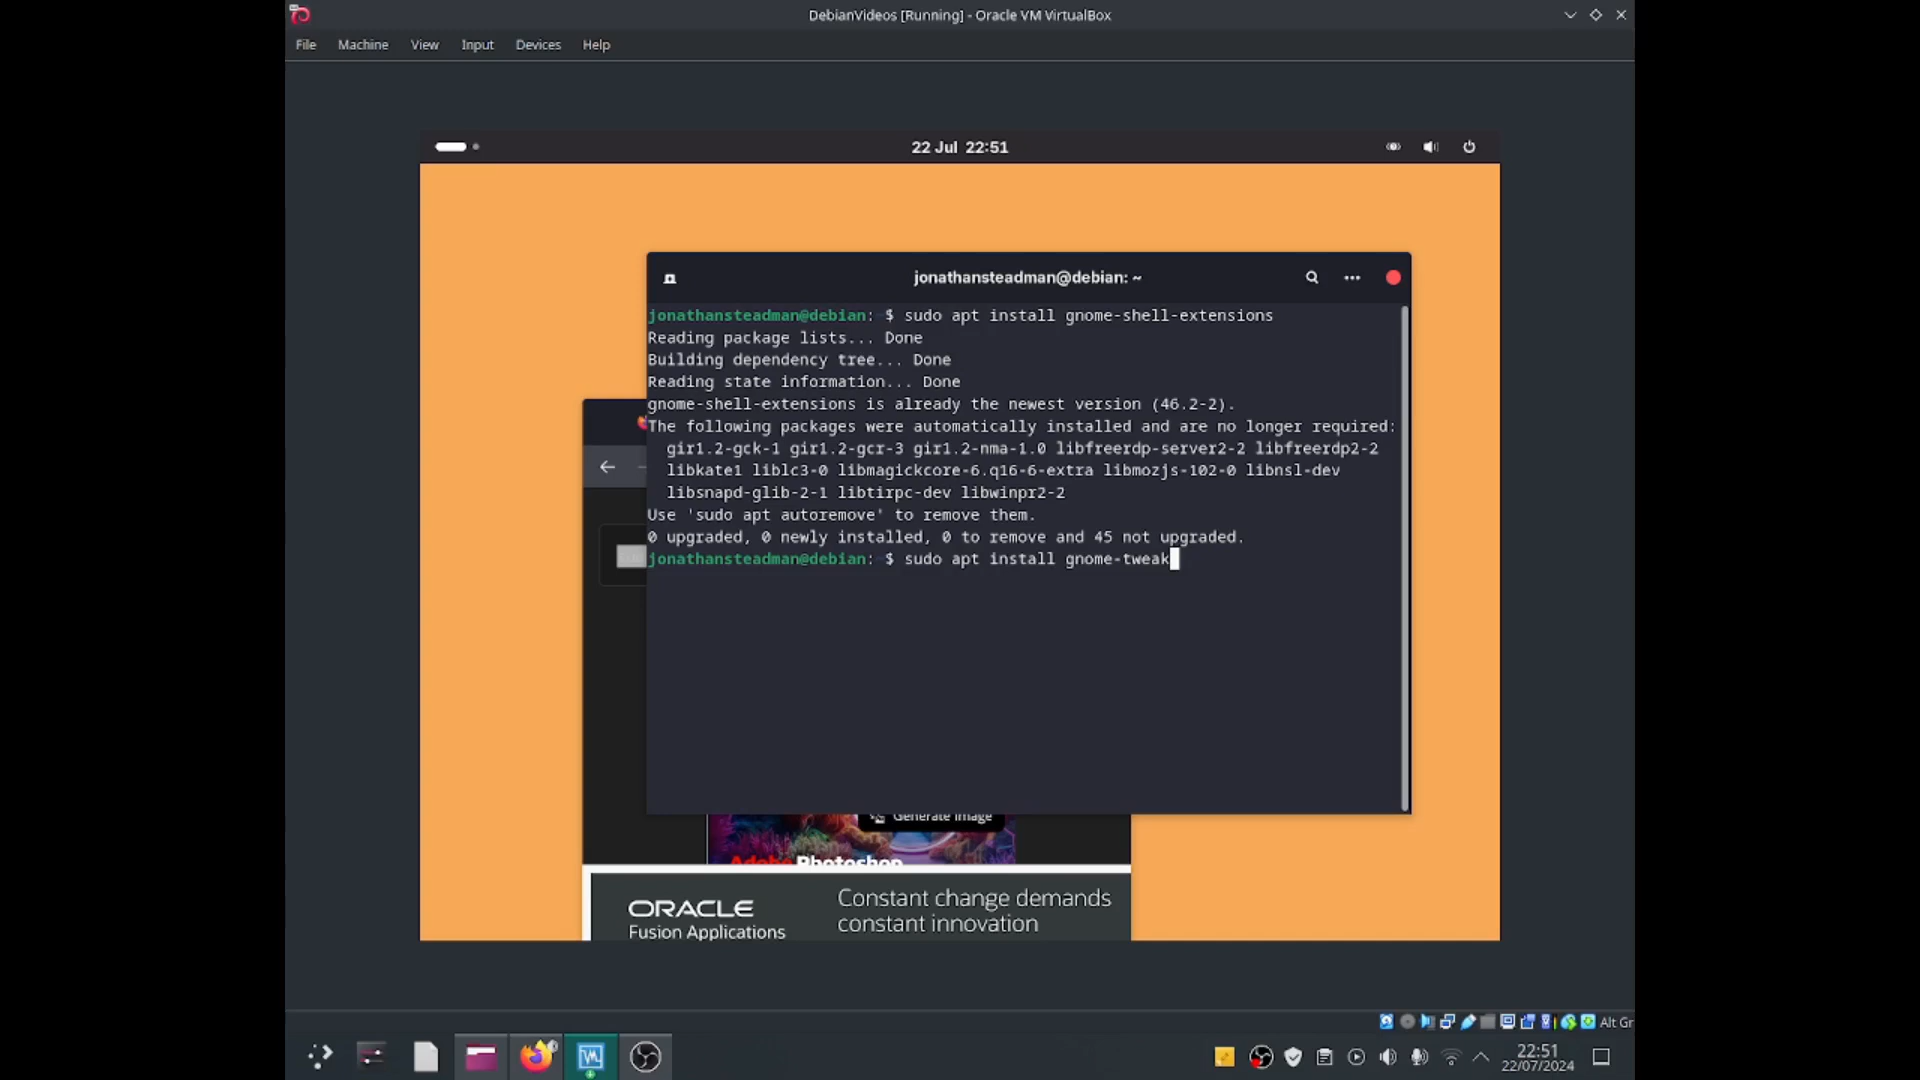 DebianVideos [Running] - Oracle VM VirtualBox
File Machine View Input Devices Help
22 Jul 22:51
jonathansteadman@debian: ~
jonathansteadman@debian: $ sudo apt install gnome-shell-extensions
Reading package lists... Done
Building dependency tree... Done
Reading state information... Done
gnome-shell-extensions is already the newest version (46.2-2).
The following packages were automatically installed and are no longer required:
gir1.2-gck-1 gir1.2-gcr-3 gir1.2-nma-1.0 libfreerdp-server2-2 libfreerdp2-2
libkate1 liblc3-0 libmagickcore-6.q16-6-extra libmozjs-102-0 libnsl-dev
libsnapd-glib-2-1 libtirpc-dev libwinpr2-2
Use 'sudo apt autoremove' to remove them.
0 upgraded, 0 newly installed, 0 to remove and 45 not upgraded.
jonathansteadman@debian: $ sudo apt install gnome-tweak
Generate image
Adobe Photoshop
ORACLE
Fusion Applications
Constant change demands
constant innovation
Alt Gr
22:51
22/07/2024